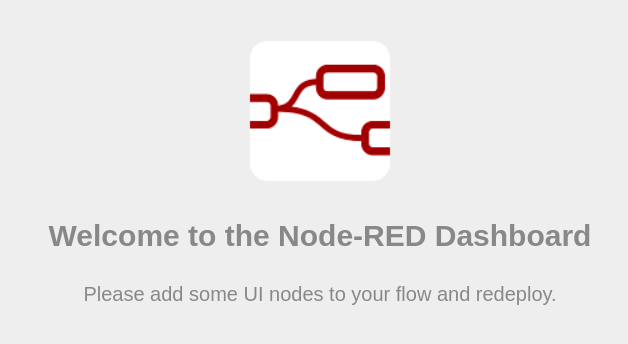 Welcome to the Node-RED Dashboard
Please add some UI nodes to your flow and redeploy.